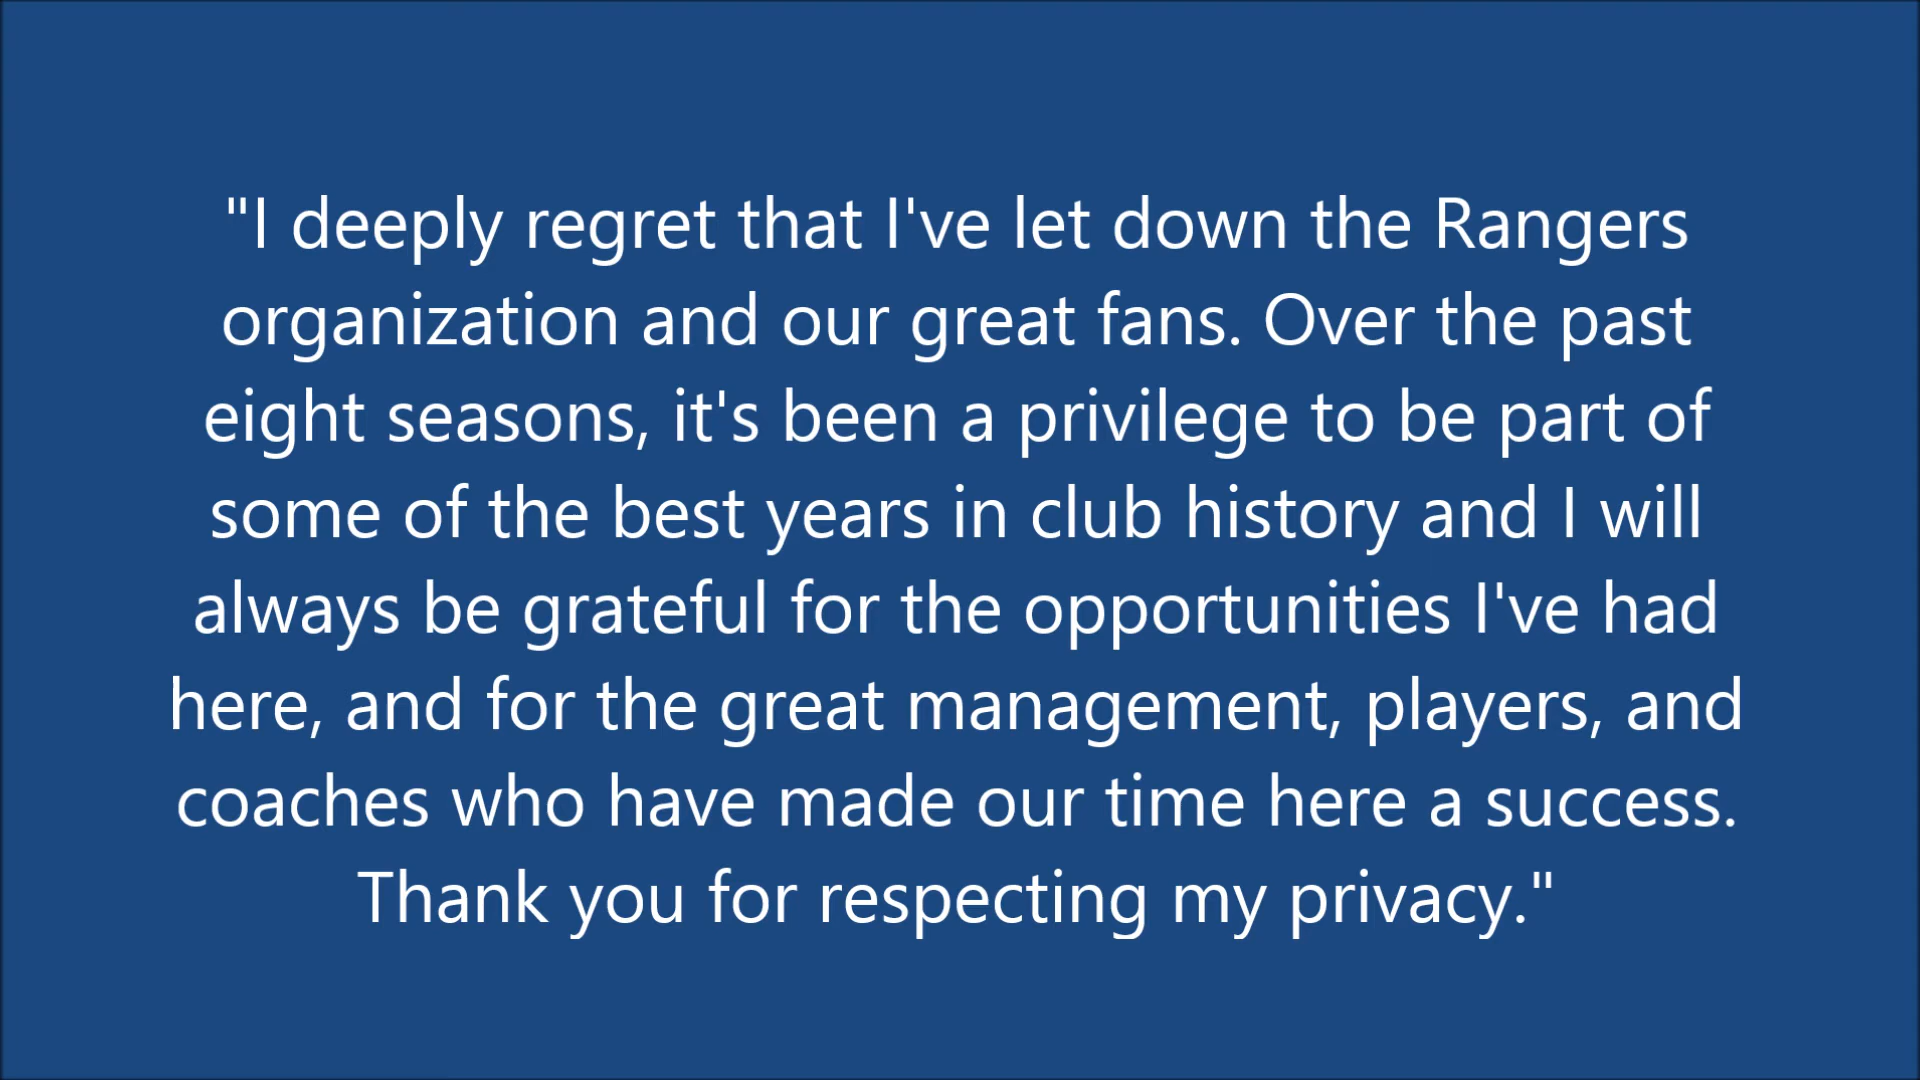 "I deeply regret that I've let down the Rangers
organization and our great fans. Over the past
eight seasons, it's been a privilege to be part of
some of the best years in club history and I will
always be grateful for the opportunities I've had
here, and for the great management, players, and
coaches who have made our time here a success.
Thank you for respecting my privacy."